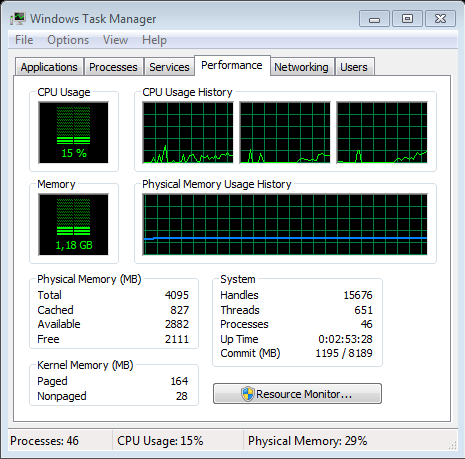 Windows Task Manager
File Options View Help
Applications Processes Services Performance Networking Users
CPU Usage CPU Usage History
15 %
Memory Physical Memory Usage History
1,18 GB
Physical Memory (MB)
Total 4095
Cached 827
Available 2882
Free 2111
Kernel Memory (MB)
Paged 164
Nonpaged 28
System
Handles 15676
Threads 651
Processes 46
Up Time 0:02:53:28
Commit (MB) 1195 / 8189
Resource Monitor...
Processes: 46 CPU Usage: 15% Physical Memory: 29%